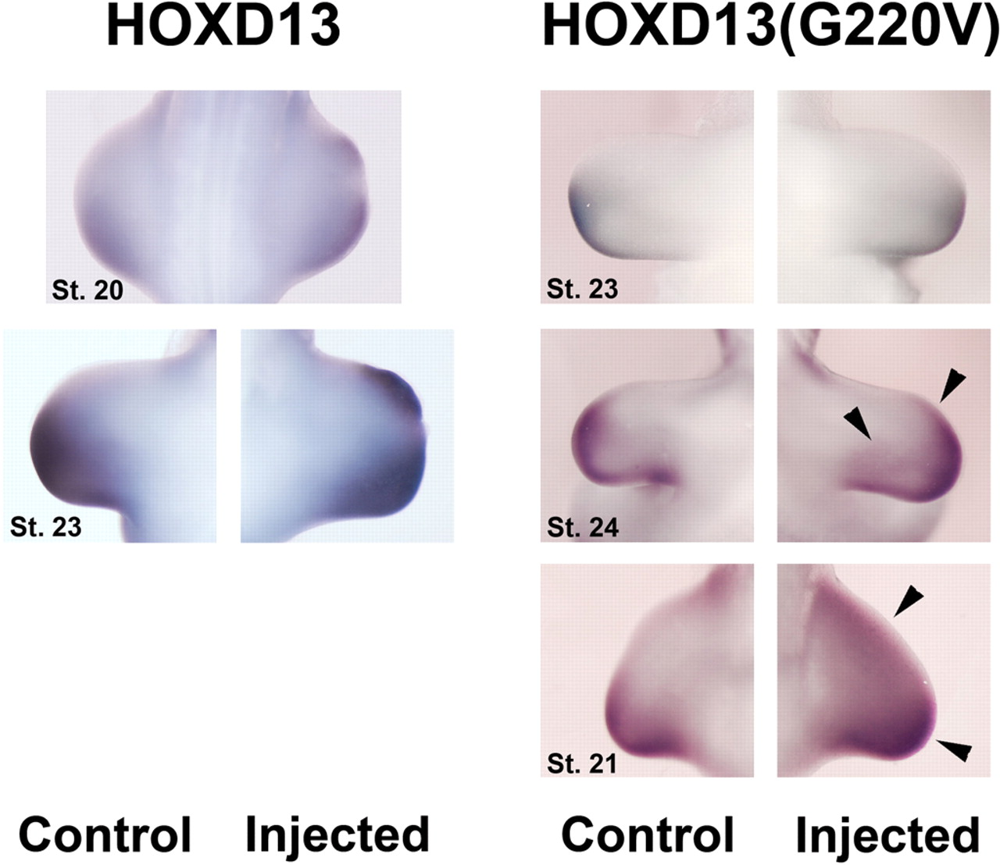 HOXD13
HOXD13(G220V)
St. 20
St. 23
St. 23
St. 24
St. 21
Control
Injected
Control
Injected